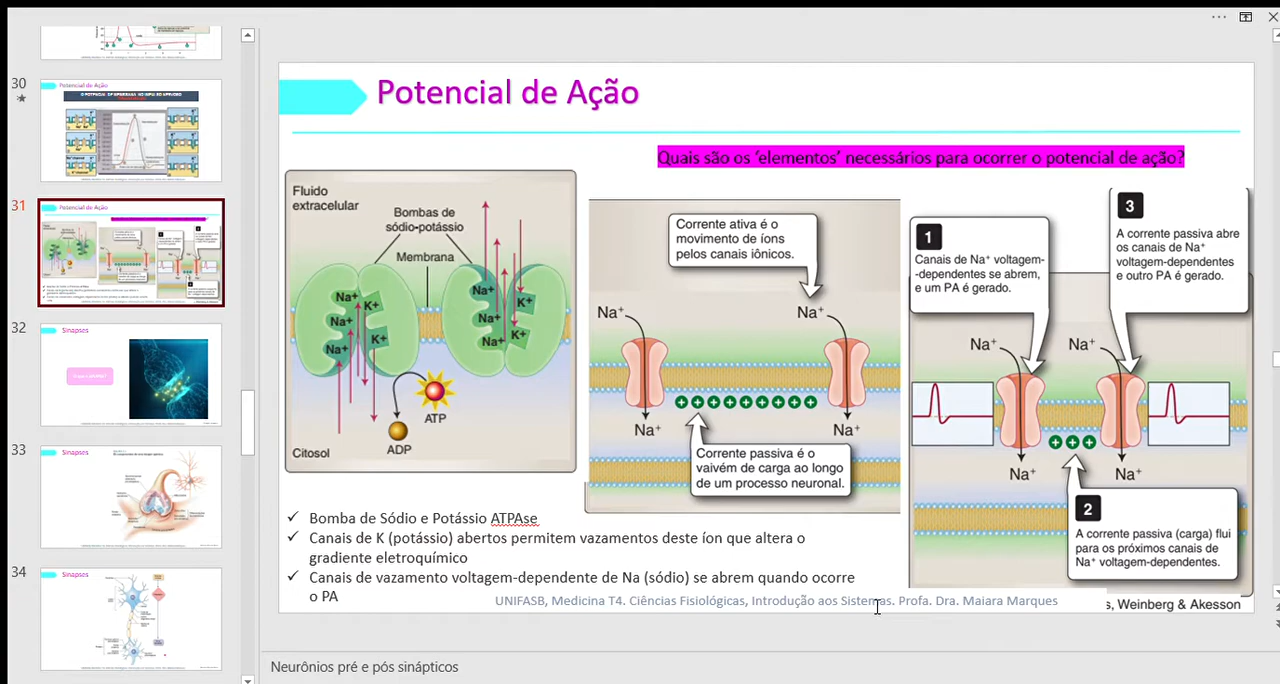 30
Potencial de Ação
31
Potencial de Ação
32
Sinapses
33
Sinapses
34
Sinapses
Potencial de Ação
Quais são os 'elementos' necessários para ocorrer o potencial de ação?
Fluido
extracelular
Bombas de
sódio-potássio
Membrana
Na+
K+
Na+
K+
Na+
Na+
K+
Na+
K+
Na+
ATP
ADP
Citosol
Corrente ativa é o
movimento de íons
pelos canais iônicos.
Na⁺
Na⁺
Na⁺
Na⁺
Corrente passiva é o
vaivém de carga ao longo
de um processo neuronal.
1
Canais de Na⁺ voltagem-
-dependentes se abrem,
e um PA é gerado.
3
A corrente passiva abre
os canais de Na⁺
voltagem-dependentes
e outro PA é gerado.
Na⁺
Na⁺
Na⁺
Na⁺
2
A corrente passiva (carga) flui
para os próximos canais de
Na⁺ voltagem-dependentes.
✓ Bomba de Sódio e Potássio ATPAse
✓ Canais de K (potássio) abertos permitem vazamentos deste íon que altera o
gradiente eletroquímico
✓ Canais de vazamento voltagem-dependente de Na (sódio) se abrem quando ocorre
o PA
UNIFASB, Medicina T4. Ciências Fisiológicas, Introdução aos Sistemas. Profa. Dra. Maiara Marques
s, Weinberg & Akesson
Neurônios pré e pós sinápticos